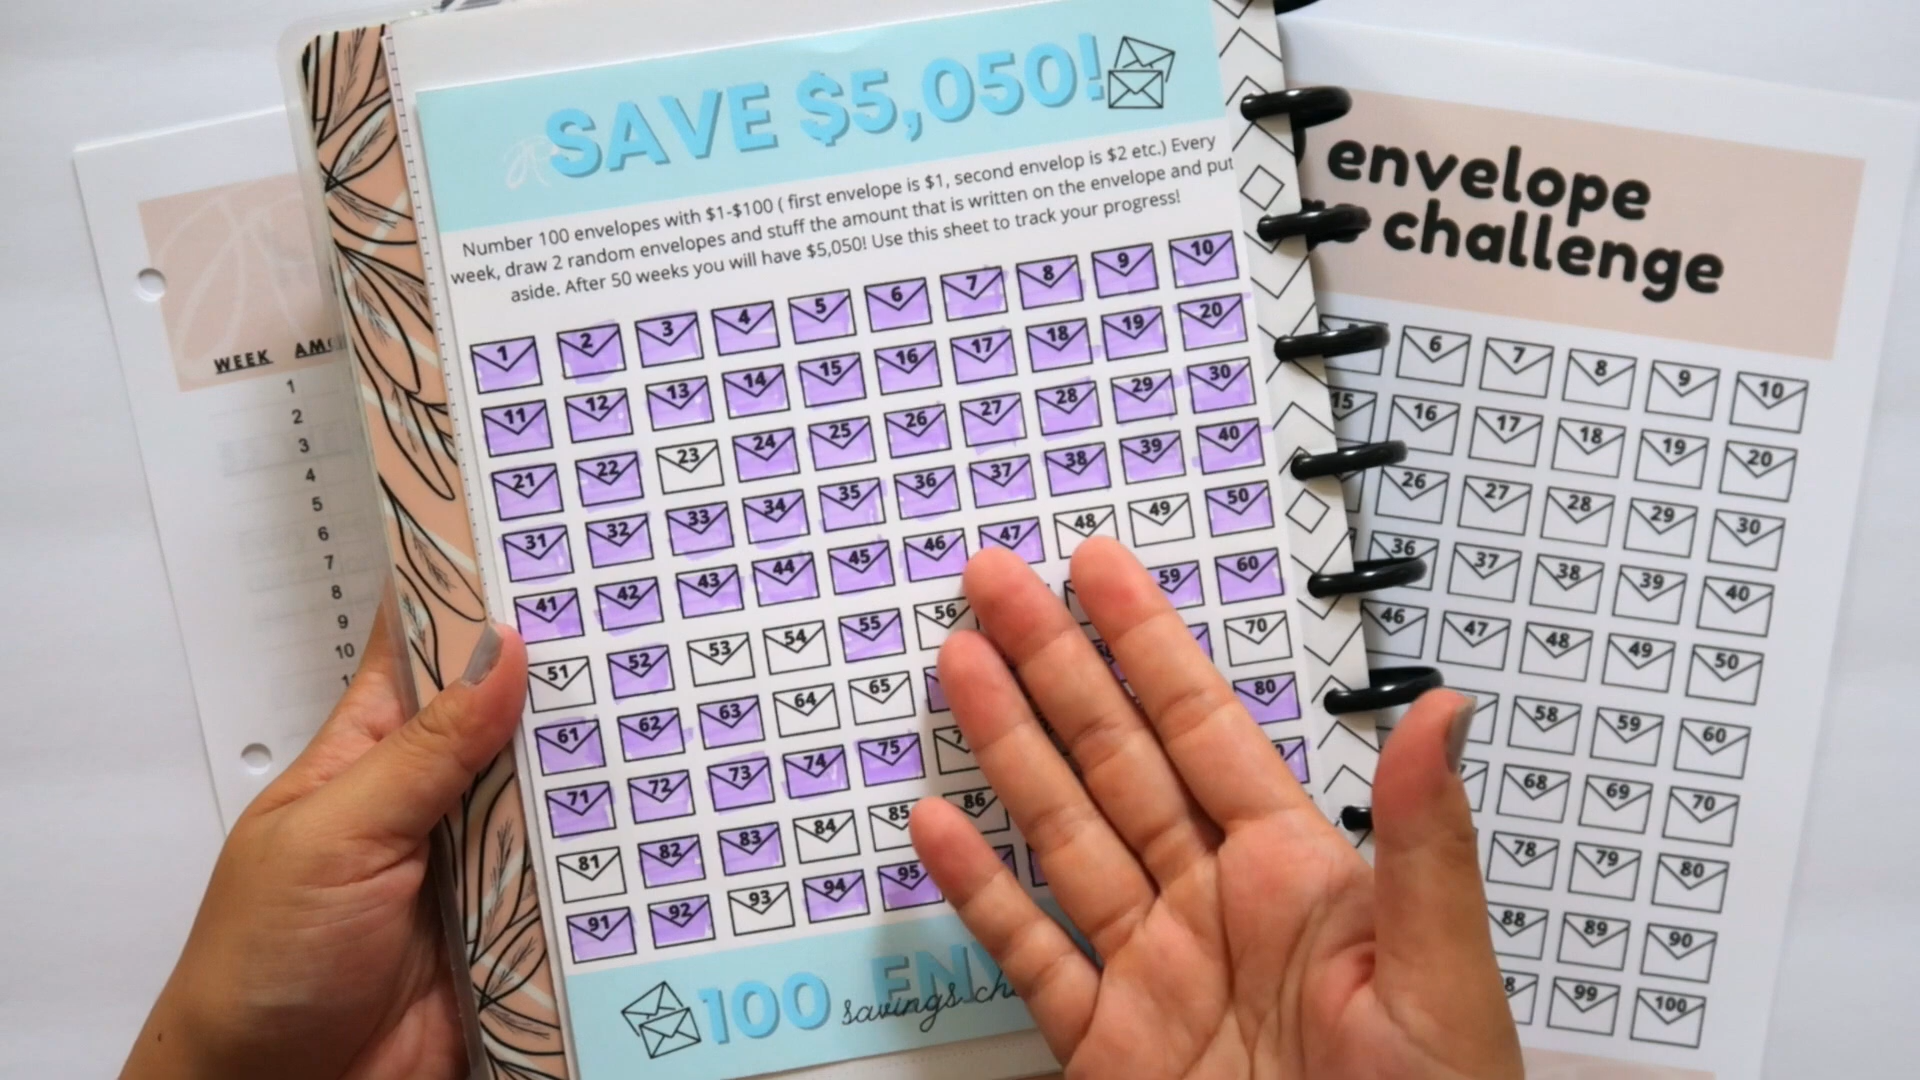 SAVE $5,050!
Number 100 envelopes with $1-$100 ( first envelope is $1, second envelop is $2 etc.) Every
week, draw 2 random envelopes and stuff the amount that is written on the envelope and put
aside. After 50 weeks you will have $5,050! Use this sheet to track your progress!
1 2 3 4 5 6 7 8 9 10
11 12 13 14 15 16 17 18 19 20
21 22 23 24 25 26 27 28 29 30
31 32 33 34 35 36 37 38 39 40
41 42 43 44 45 46 47 48 49 50
51 52 53 54 55 56 59 60
61 62 63 64 65 70
71 72 73 74 75 80
81 82 83 84 85 86
91 92 93 94 95
100
savings
WEEK
1
2
3
4
5
6
7
8
9
10
envelope
challenge
6 7 8 9 10
15 16 17 18 19 20
26 27 28 29 30
36 37 38 39 40
46 47 48 49 50
58 59 60
68 69 70
78 79 80
88 89 90
99 100